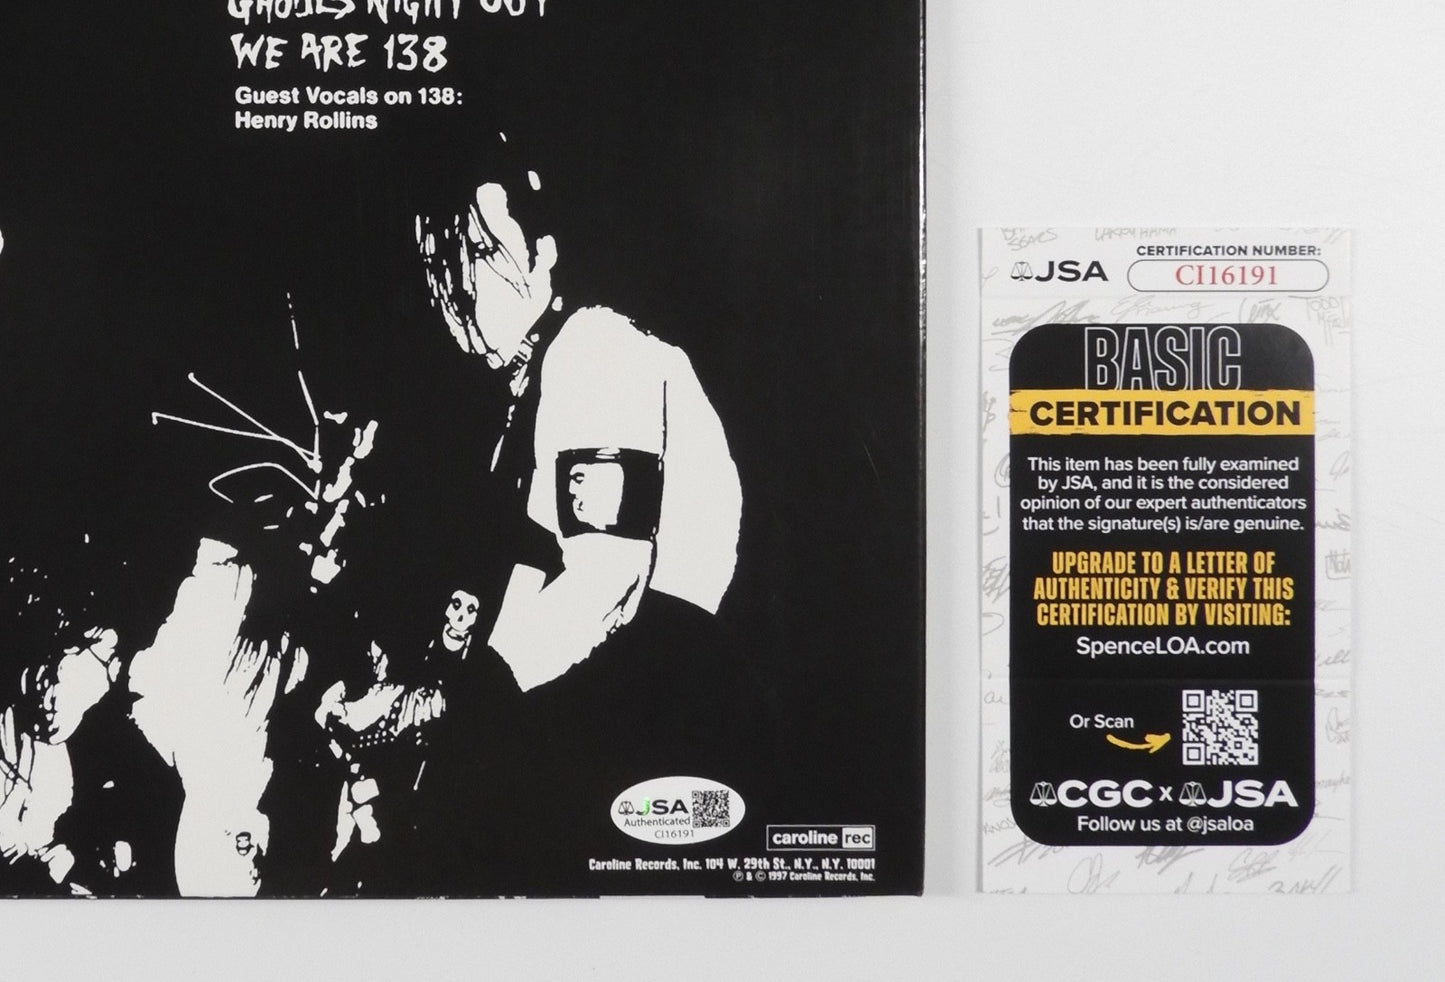 GHOULS NIGHT OUT
WE ARE 138
Guest Vocals on 138:
Henry Rollins
JSA
Authenticated
CI16191
caroline rec
Caroline Records, Inc. 104 W. 29th St., N.Y., N.Y. 10001
℗ & © 1997 Caroline Records, Inc.
JSA
CERTIFICATION NUMBER:
CI16191
BASIC
CERTIFICATION
This item has been fully examined
by JSA, and it is the considered
opinion of our expert authenticators
that the signature(s) is/are genuine.
UPGRADE TO A LETTER OF
AUTHENTICITY & VERIFY THIS
CERTIFICATION BY VISITING:
SpenceLOA.com
Or Scan
CGC x JSA
Follow us at @jsaloa